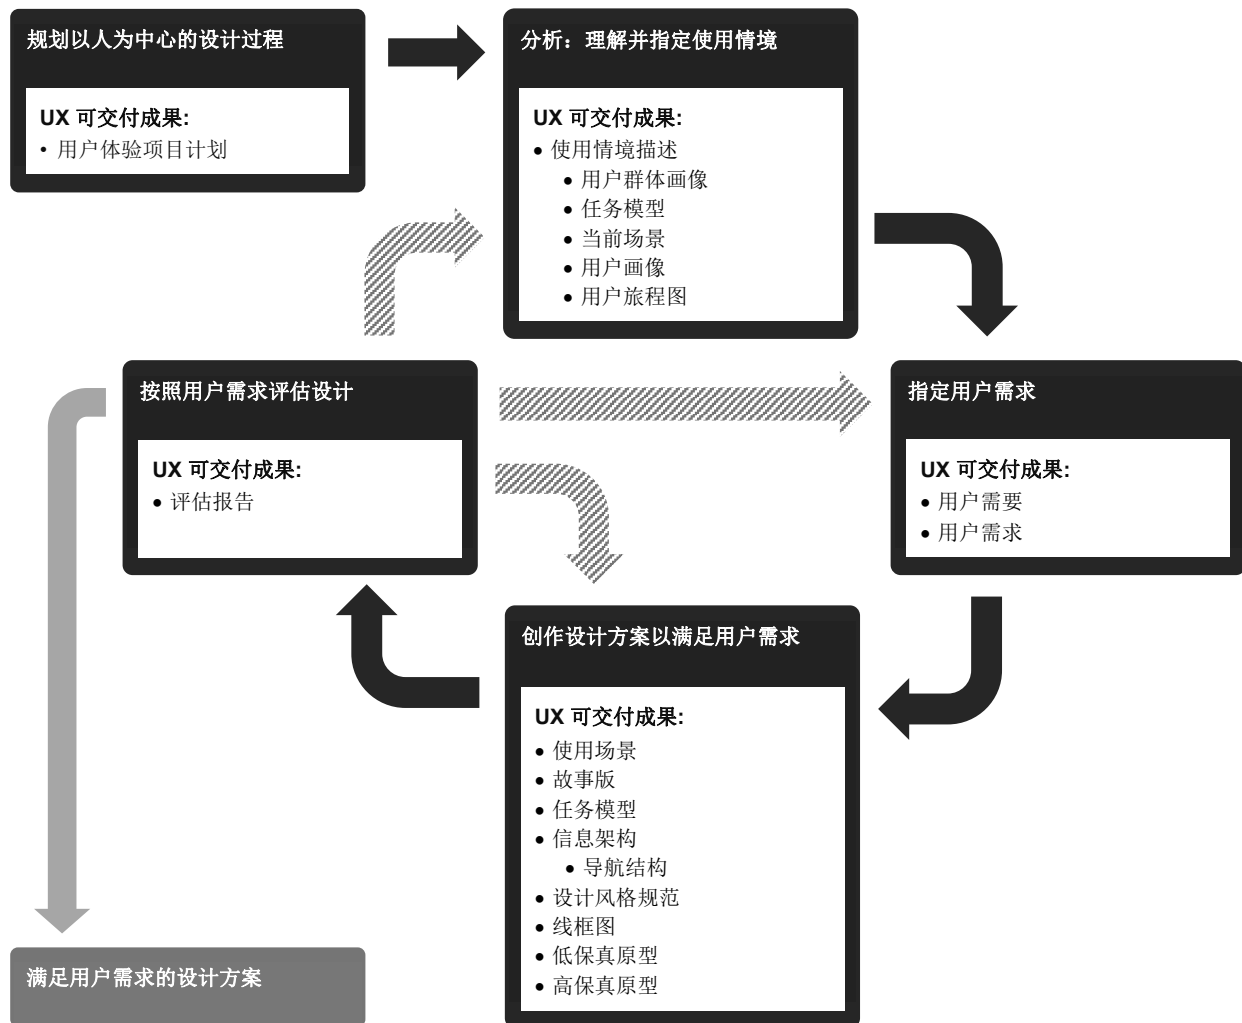 规划以人为中心的设计过程
UX 可交付成果:
• 用户体验项目计划
分析：理解并指定使用情境
UX 可交付成果:
• 使用情境描述
• 用户群体画像
• 任务模型
• 当前场景
• 用户画像
• 用户旅程图
按照用户需求评估设计
UX 可交付成果:
• 评估报告
指定用户需求
UX 可交付成果:
• 用户需要
• 用户需求
创作设计方案以满足用户需求
UX 可交付成果:
• 使用场景
• 故事版
• 任务模型
• 信息架构
• 导航结构
• 设计风格规范
• 线框图
• 低保真原型
• 高保真原型
满足用户需求的设计方案